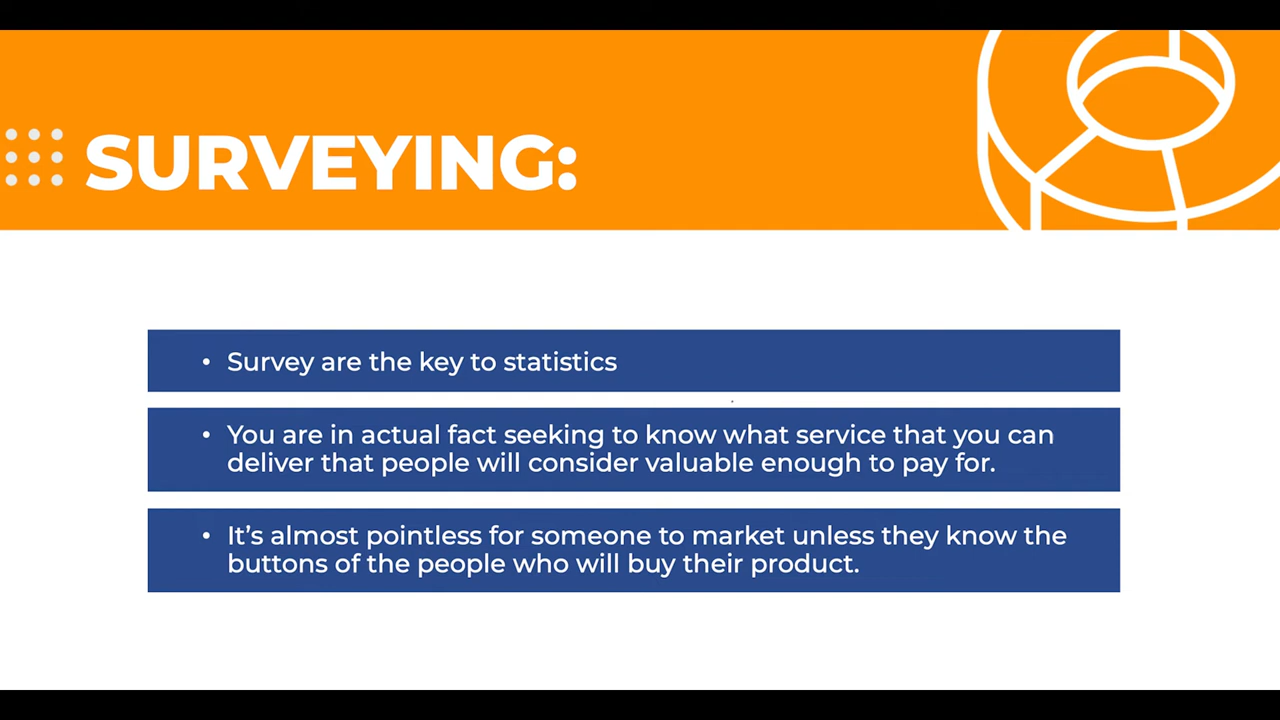 SURVEYING:
• Survey are the key to statistics
• You are in actual fact seeking to know what service that you can
deliver that people will consider valuable enough to pay for.
• It’s almost pointless for someone to market unless they know the
buttons of the people who will buy their product.